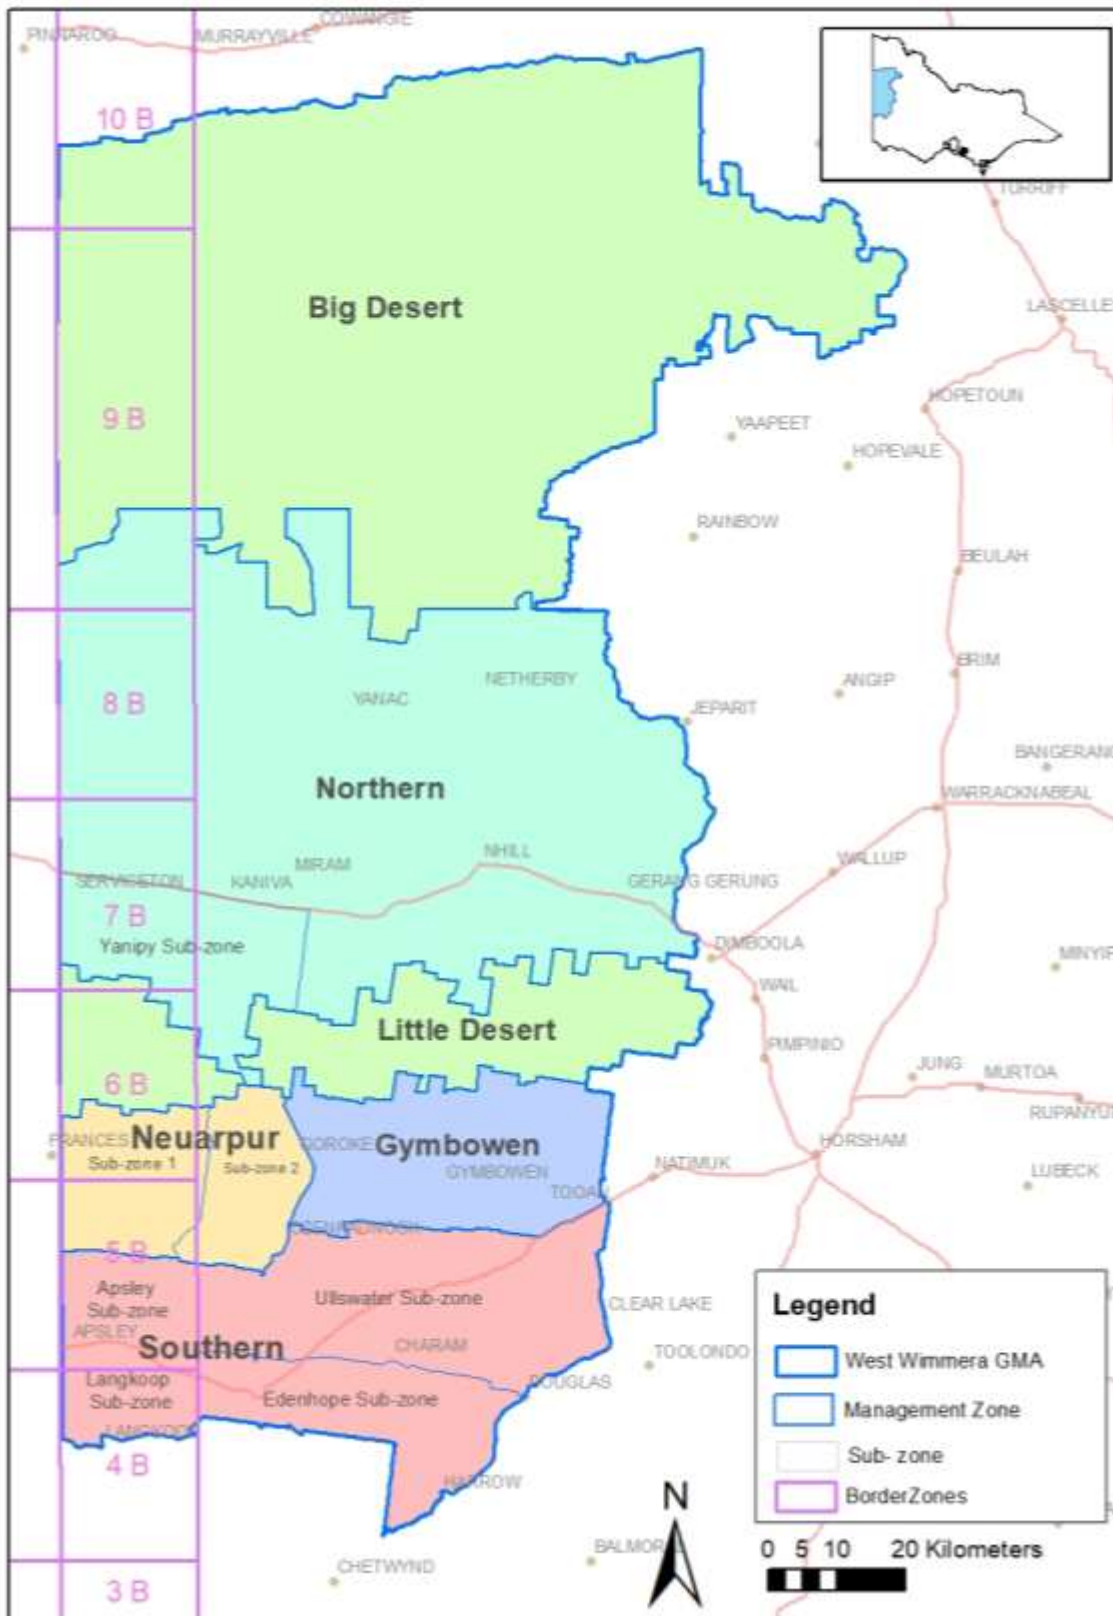 COWANGIE
PINNAROO
MURRAYVILLE
10 B
TURRIFF
Big Desert
LASCELLE
HOPETOUN
9 B
YAAPEET
HOPEVALE
RAINBOW
BEULAH
BRIM
NETHERBY
ANGIP
8 B
YANAC
JEPARIT
BANGERANG
Northern
WARRACKNABEAL
NHILL
MIRAM
WALLUP
SERVICETON
KANIVA
GERANG GERUNG
7 B
Yanipy Sub-zone
DIMBOOLA
MINYIP
WAIL
Little Desert
PIMPINIO
6 B
JUNG
MURTOA
RUPANYU
FRANCES
Neuarpur
GOROKE
Gymbowen
HORSHAM
Sub-zone 1
Sub-zone 2
GYMBOWEN
NATIMUK
LUBECK
TOOAN
5 B
Apsley
Sub-zone
Ullswater Sub-zone
CLEAR LAKE
APSLEY
Southern
CHARAM
TOOLONDO
Langkoop
Sub-zone
Edenhope Sub-zone
DOUGLAS
LANGKOOP
4 B
HARROW
CHETWYND
BALMORAL
3 B
Legend
West Wimmera GMA
Management Zone
Sub- zone
BorderZones
N
0 5 10 20 Kilometers